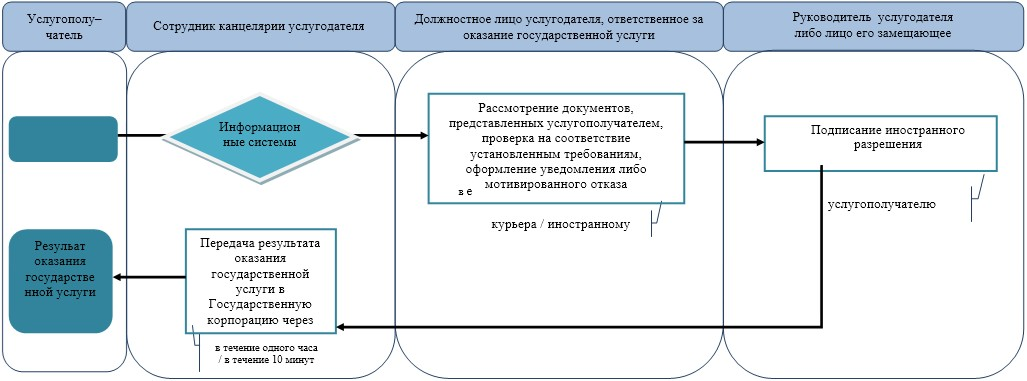 Услугополу–
чатель
Сотрудник канцелярии услугодателя
Должностное лицо услугодателя, ответственное за
оказание государственной услуги
Руководитель услугодателя
либо лицо его замещающее
Информацион
ные системы
Рассмотрение документов,
представленных услугополучателем,
проверка на соответствие
установленным требованиям,
оформление уведомления либо
мотивированного отказа
в е
курьера / иностранному
Подписание иностранного
разрешения
услугополучателю
Резуьлат
оказания
государстве
нной услуги
Передача результата
оказания
государственной
услуги в
Государственную
корпорацию через
в течение одного часа
/ в течение 10 минут